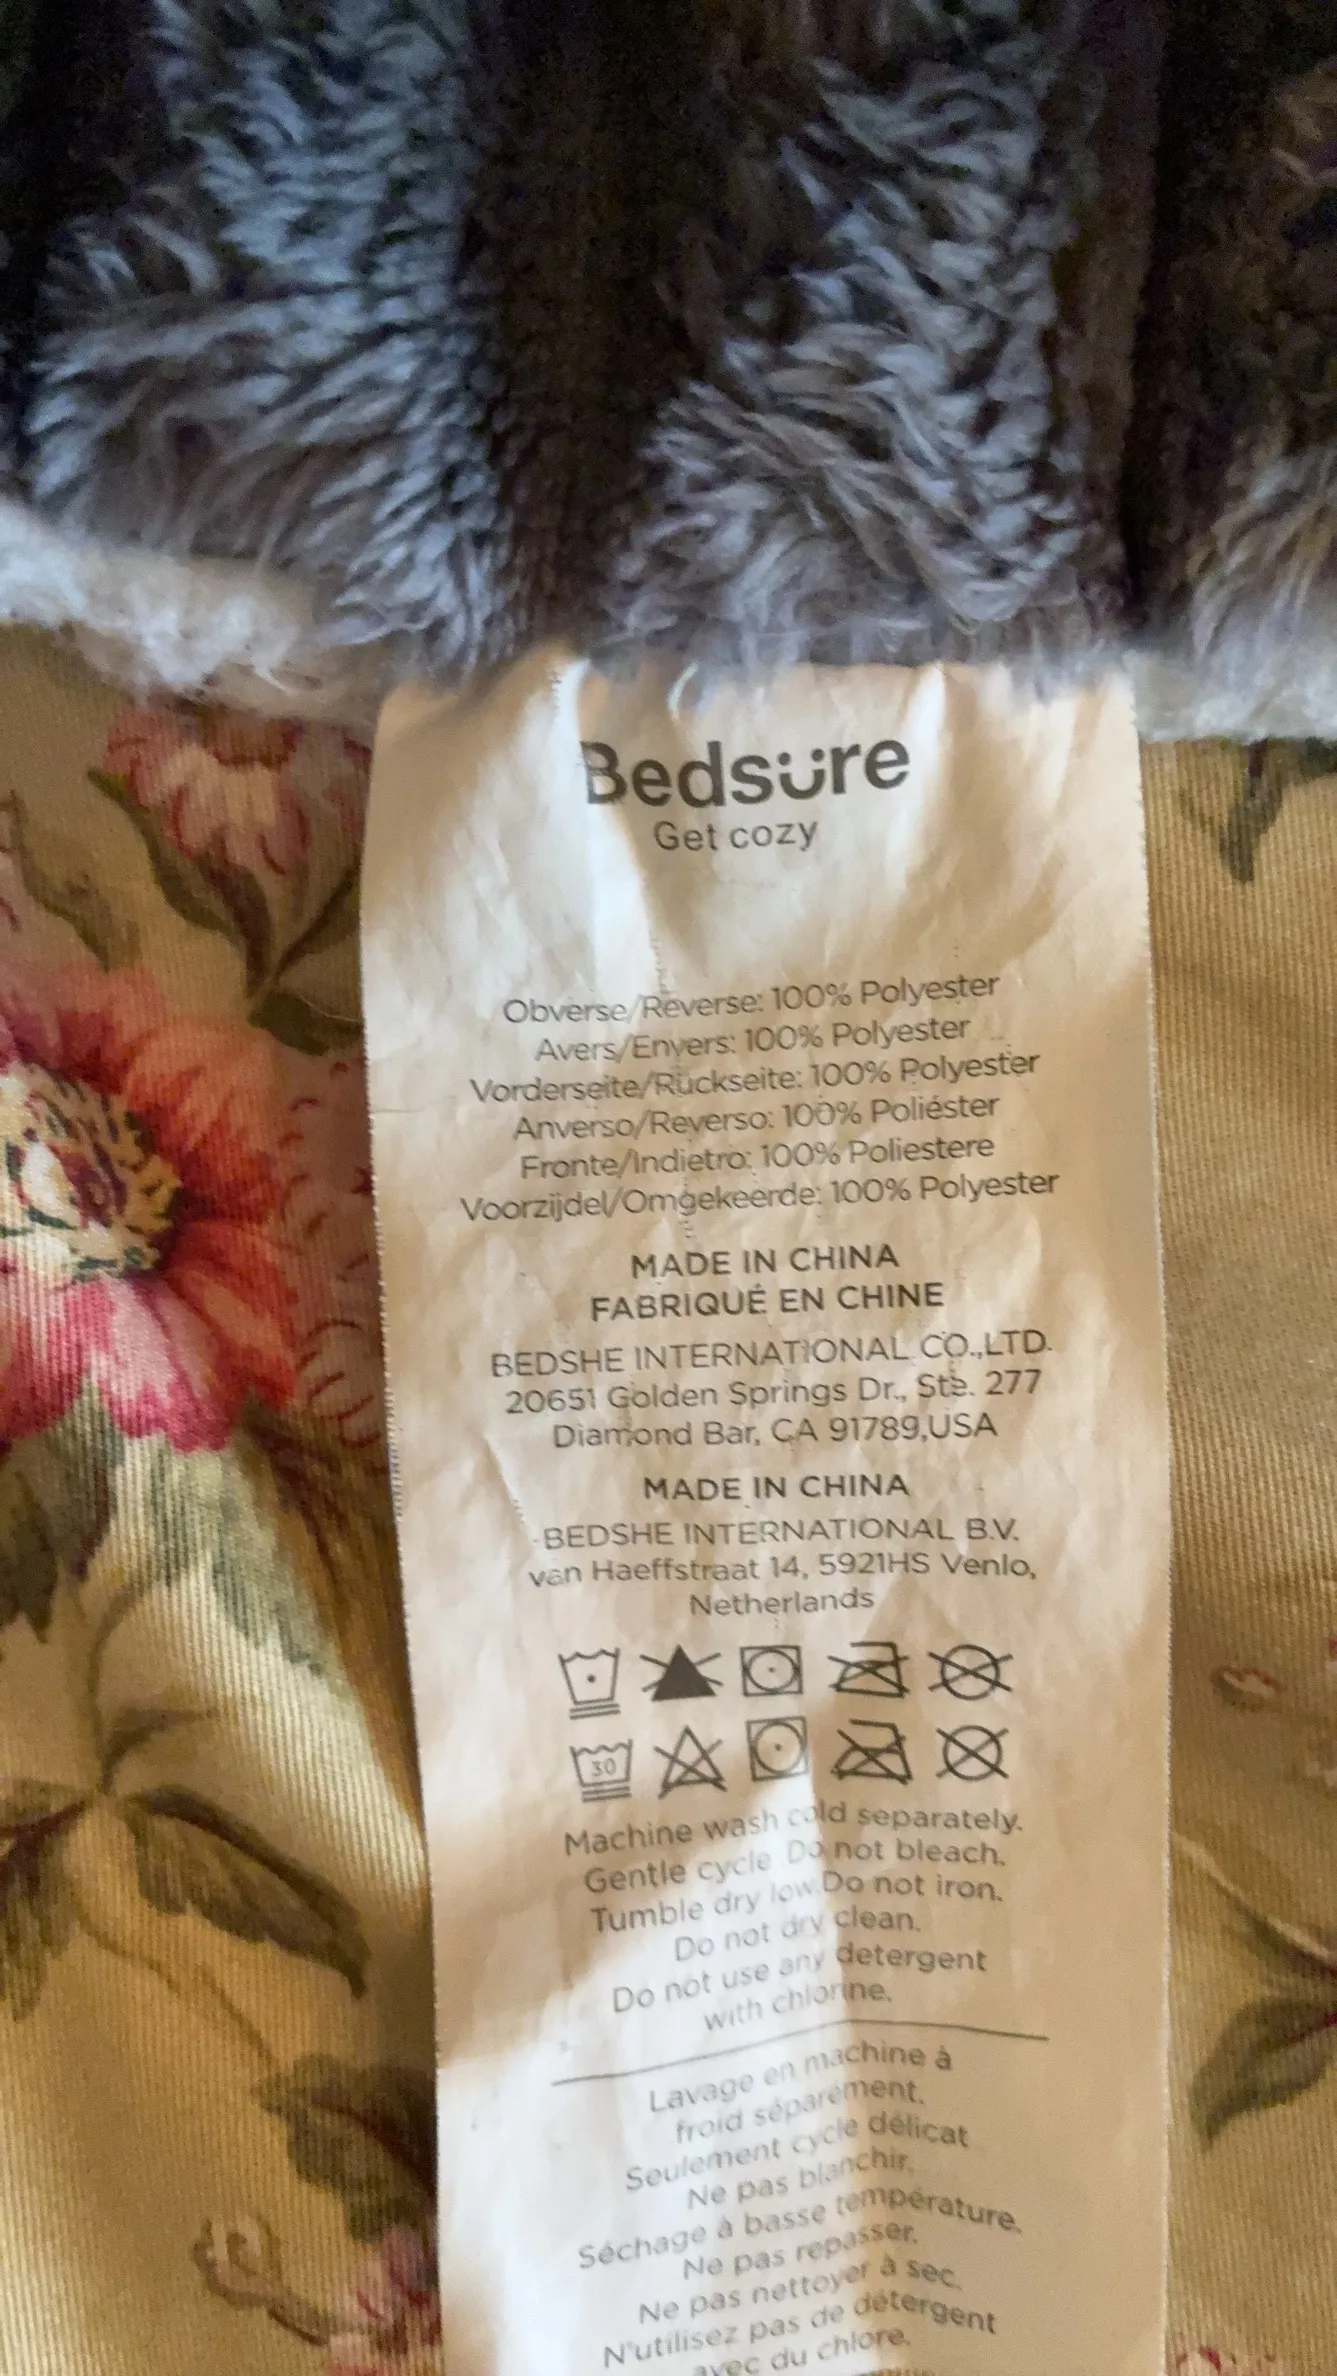 Bedsüre
Get cozy
Obverse/Reverse: 100% Polyester
Avers/Envers: 100% Polyester
Vorderseite/Rückseite: 100% Polyester
Anverso/Reverso: 100% Poliéster
Fronte/Indietro: 100% Poliestere
Voorzijdel/Omgekeerde: 100% Polyester
MADE IN CHINA
FABRIQUÉ EN CHINE
BEDSHE INTERNATIONAL CO.,LTD.
20651 Golden Springs Dr., Ste. 277
Diamond Bar, CA 91789,USA
MADE IN CHINA
BEDSHE INTERNATIONAL B.V.
van Haeffstraat 14, 5921HS Venlo,
Netherlands
30
Machine wash cold separately.
Gentle cycle. Do not bleach.
Tumble dry low. Do not iron.
Do not dry clean.
Do not use any detergent
with chlorine.
Lavage en machine à
froid séparément.
Seulement cycle délicat
Ne pas blanchir.
Séchage à basse température.
Ne pas repasser.
Ne pas nettoyer à sec.
N'utilisez pas de détergent
avec du chlore.